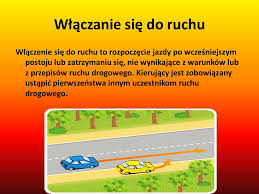 Włączanie się do ruchu
Włączenie się do ruchu to rozpoczęcie jazdy po wcześniejszym
postoju lub zatrzymaniu się, nie wynikające z warunków lub
z przepisów ruchu drogowego. Kierujący jest zobowiązany
ustąpić pierwszeństwa innym uczestnikom ruchu
drogowego.